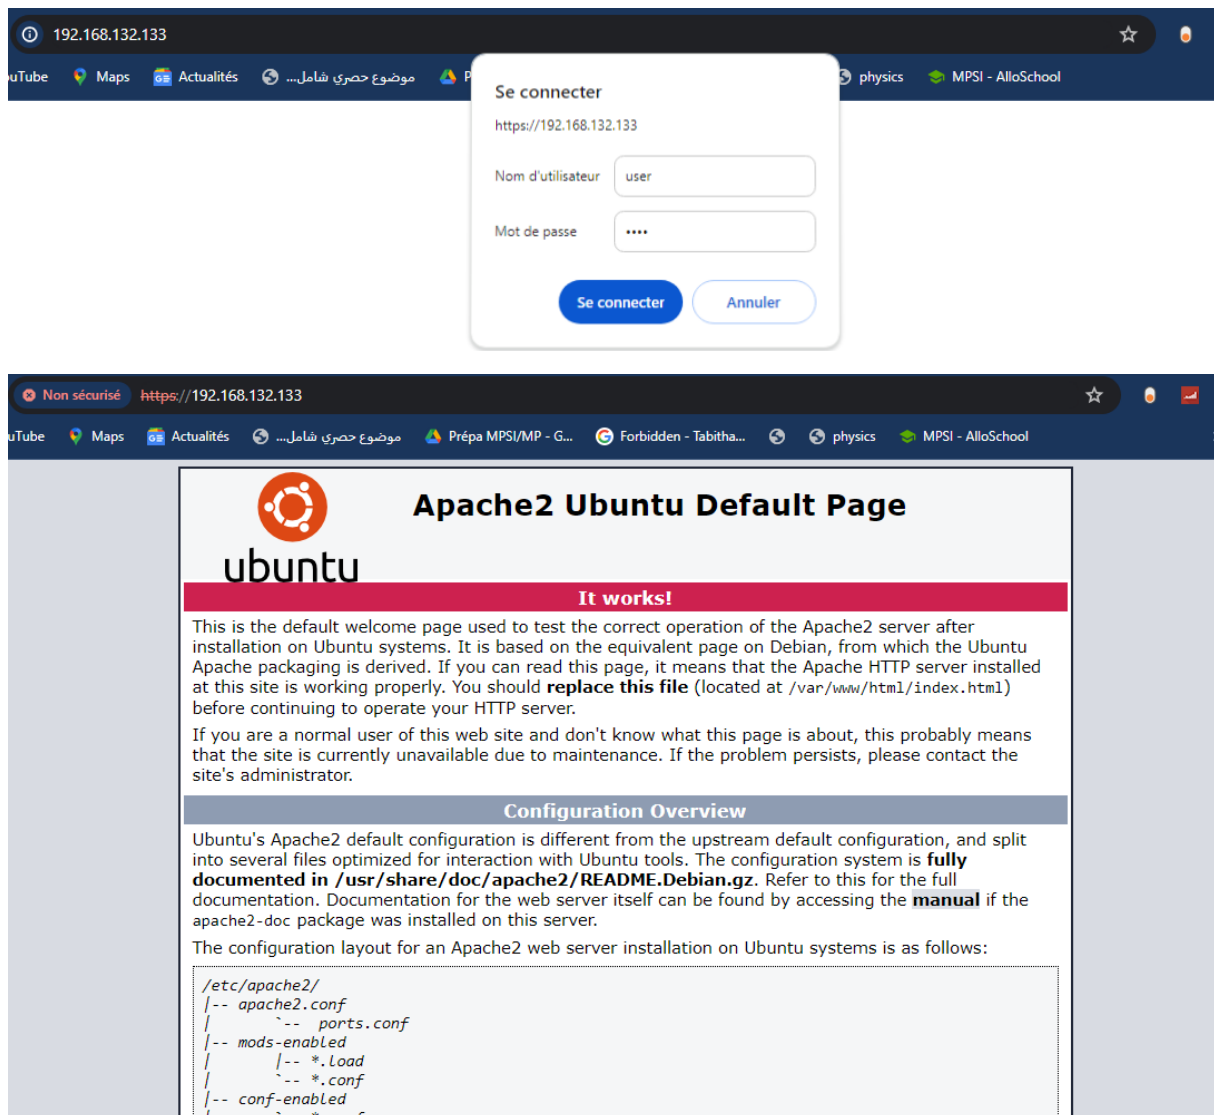 192.168.132.133
uTube Maps Actualités موضوع حصري شامل... P physics MPSI - AlloSchool
Se connecter
https://192.168.132.133
Nom d'utilisateur user
Mot de passe ••••
Se connecter Annuler
Non sécurisé https://192.168.132.133
uTube Maps Actualités موضوع حصري شامل... Prépa MPSI/MP - G... Forbidden - Tabitha... physics MPSI - AlloSchool
ubuntu
Apache2 Ubuntu Default Page
It works!
This is the default welcome page used to test the correct operation of the Apache2 server after
installation on Ubuntu systems. It is based on the equivalent page on Debian, from which the Ubuntu
Apache packaging is derived. If you can read this page, it means that the Apache HTTP server installed
at this site is working properly. You should replace this file (located at /var/www/html/index.html)
before continuing to operate your HTTP server.
If you are a normal user of this web site and don't know what this page is about, this probably means
that the site is currently unavailable due to maintenance. If the problem persists, please contact the
site's administrator.
Configuration Overview
Ubuntu's Apache2 default configuration is different from the upstream default configuration, and split
into several files optimized for interaction with Ubuntu tools. The configuration system is fully
documented in /usr/share/doc/apache2/README.Debian.gz. Refer to this for the full
documentation. Documentation for the web server itself can be found by accessing the manual if the
apache2-doc package was installed on this server.
The configuration layout for an Apache2 web server installation on Ubuntu systems is as follows:
/etc/apache2/
|-- apache2.conf
|       `--  ports.conf
|-- mods-enabled
|       |-- *.load
|       `-- *.conf
|-- conf-enabled